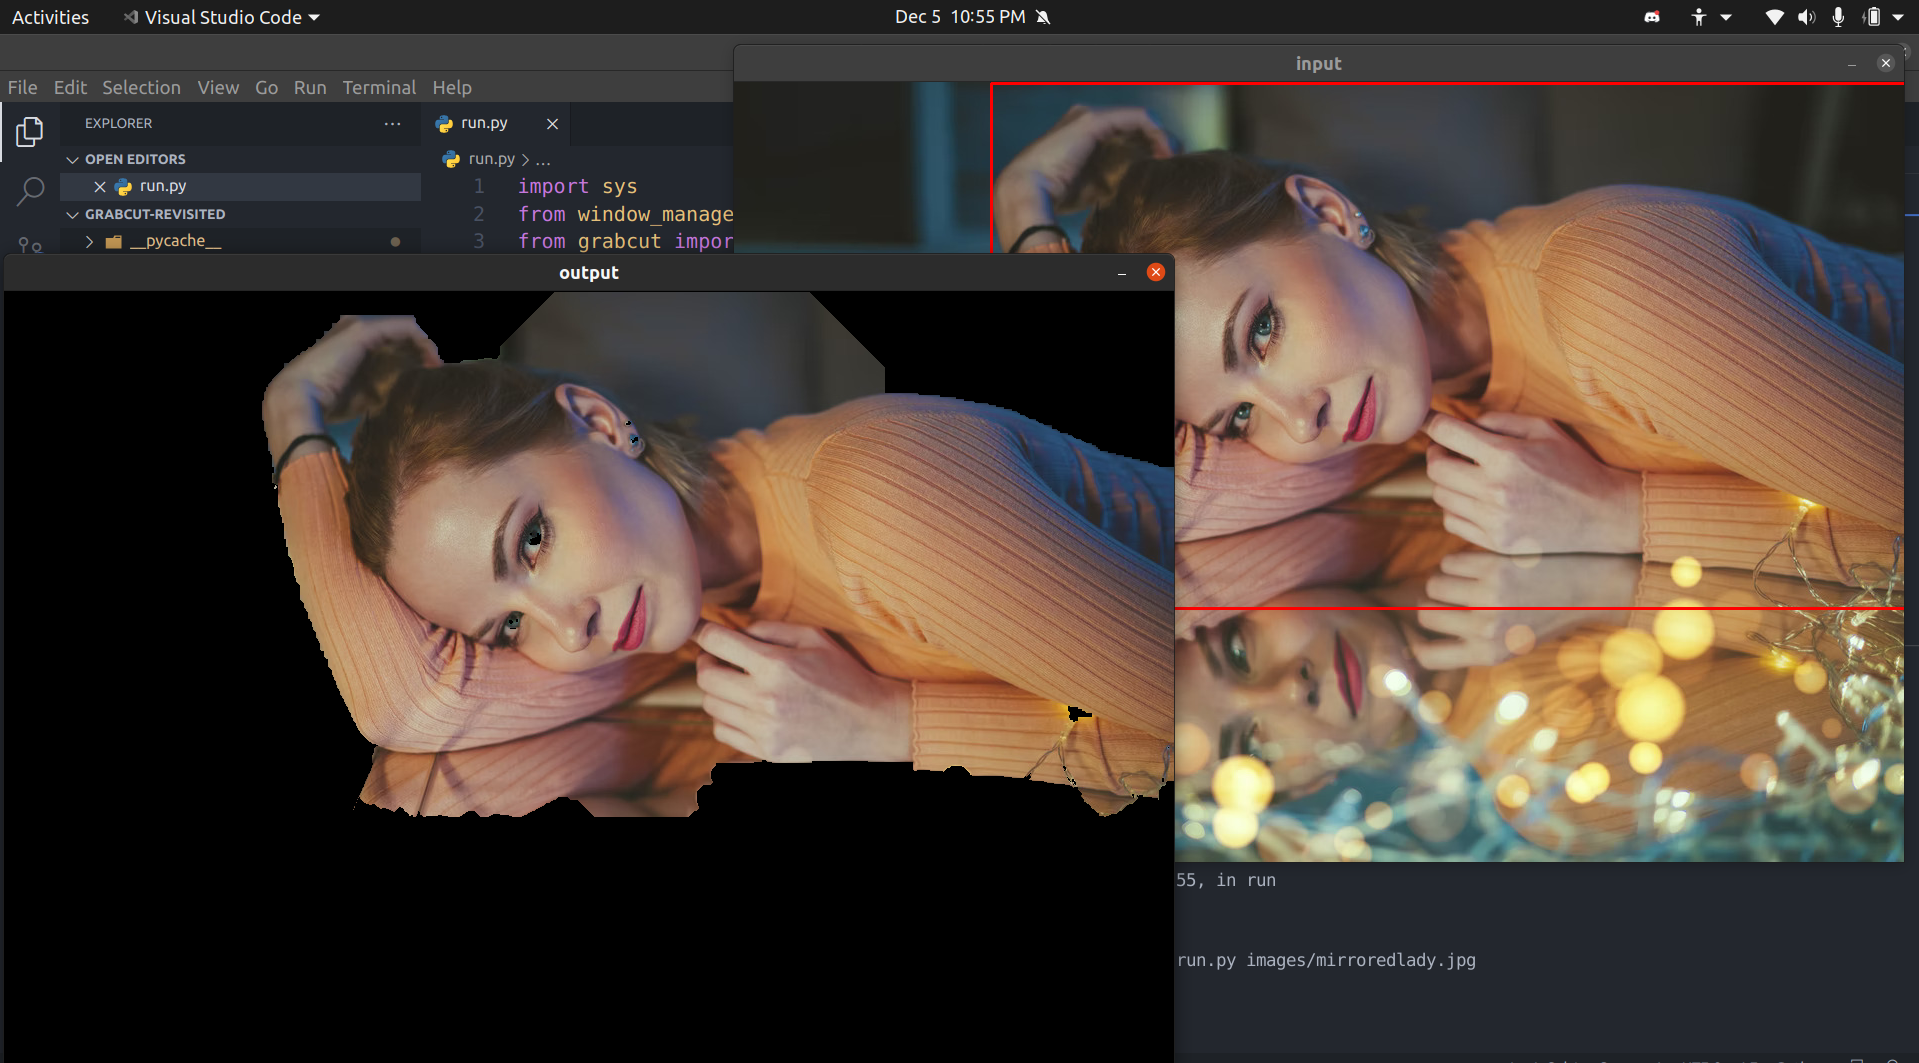 Activities
Visual Studio Code
Dec 5 10:55 PM
input
File Edit Selection View Go Run Terminal Help
EXPLORER
run.py
OPEN EDITORS
run.py > ...
run.py
1 import sys
GRABCUT-REVISITED
2 from window_manage
__pycache__
3 from grabcut impor
output
55, in run
run.py images/mirroredlady.jpg